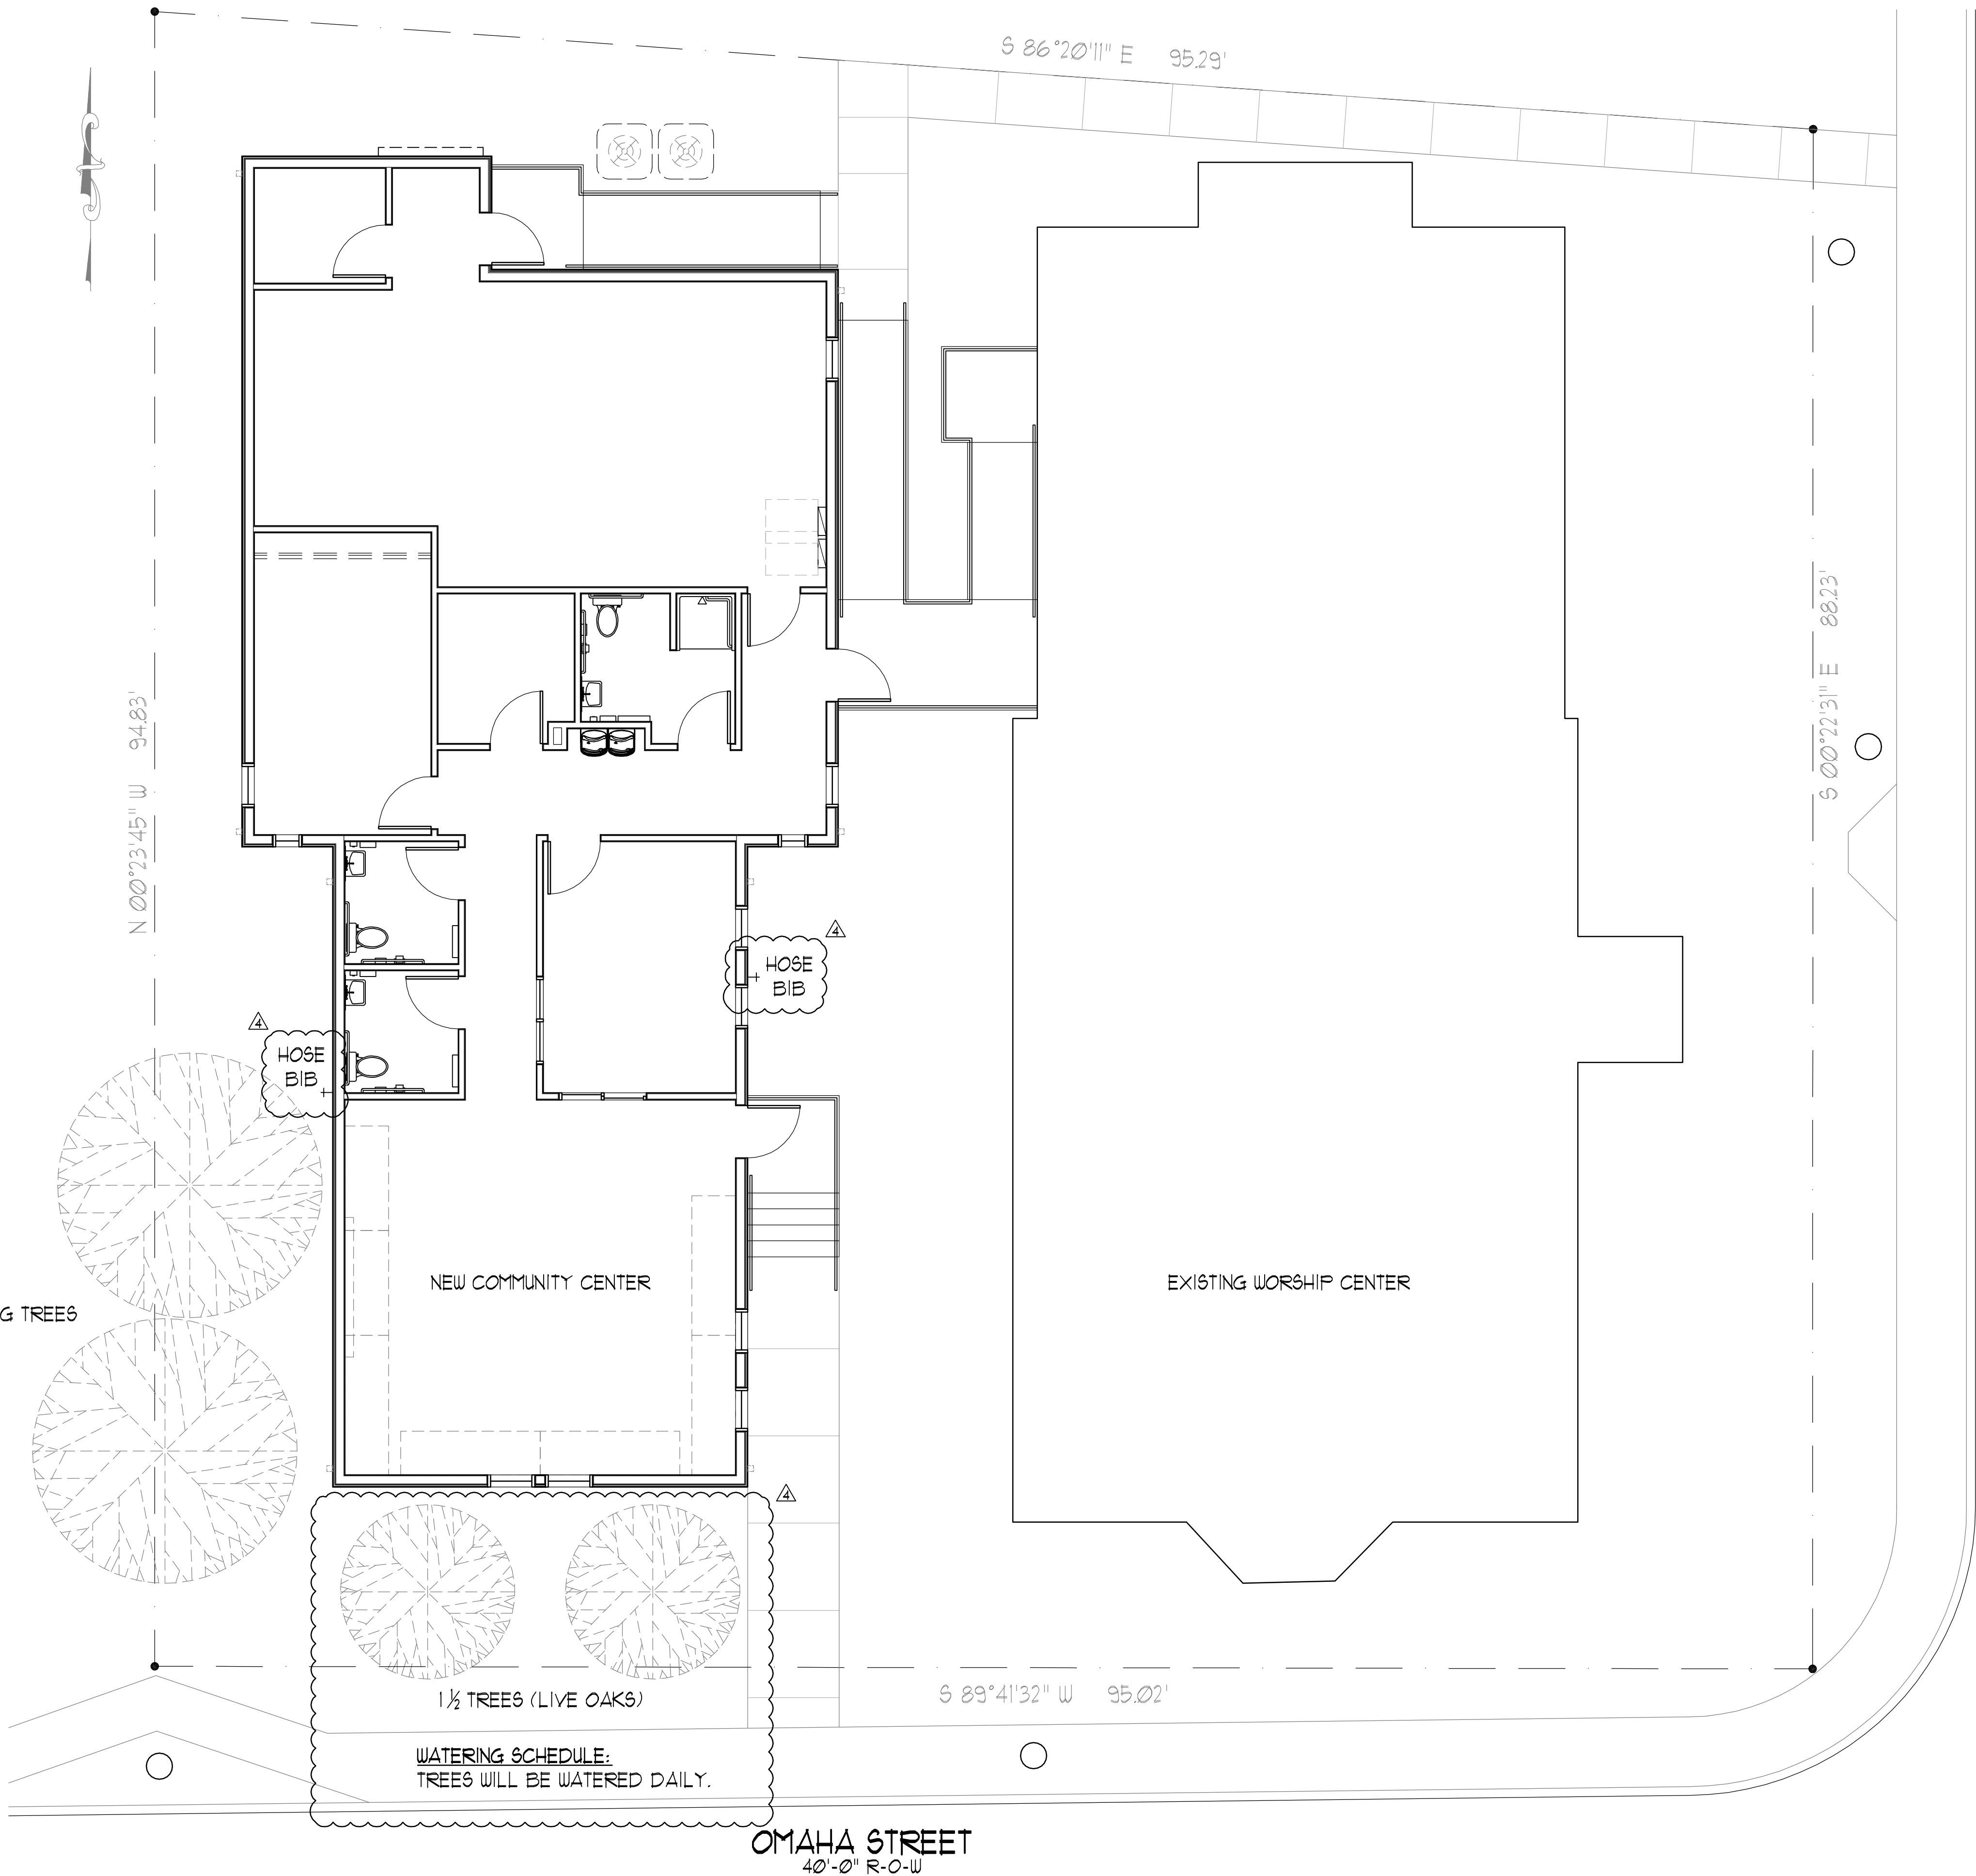 S 86°20'11" E 95.29'
N 00°23'45" W 94.83'
S 00°22'31" E 88.23'
4
HOSE
BIB
4
HOSE
BIB
NEW COMMUNITY CENTER
EXISTING WORSHIP CENTER
G TREES
4
S 89°41'32" W 95.02'
1 ½ TREES (LIVE OAKS)
WATERING SCHEDULE:
TREES WILL BE WATERED DAILY.
OMAHA STREET
40'-0" R-O-W